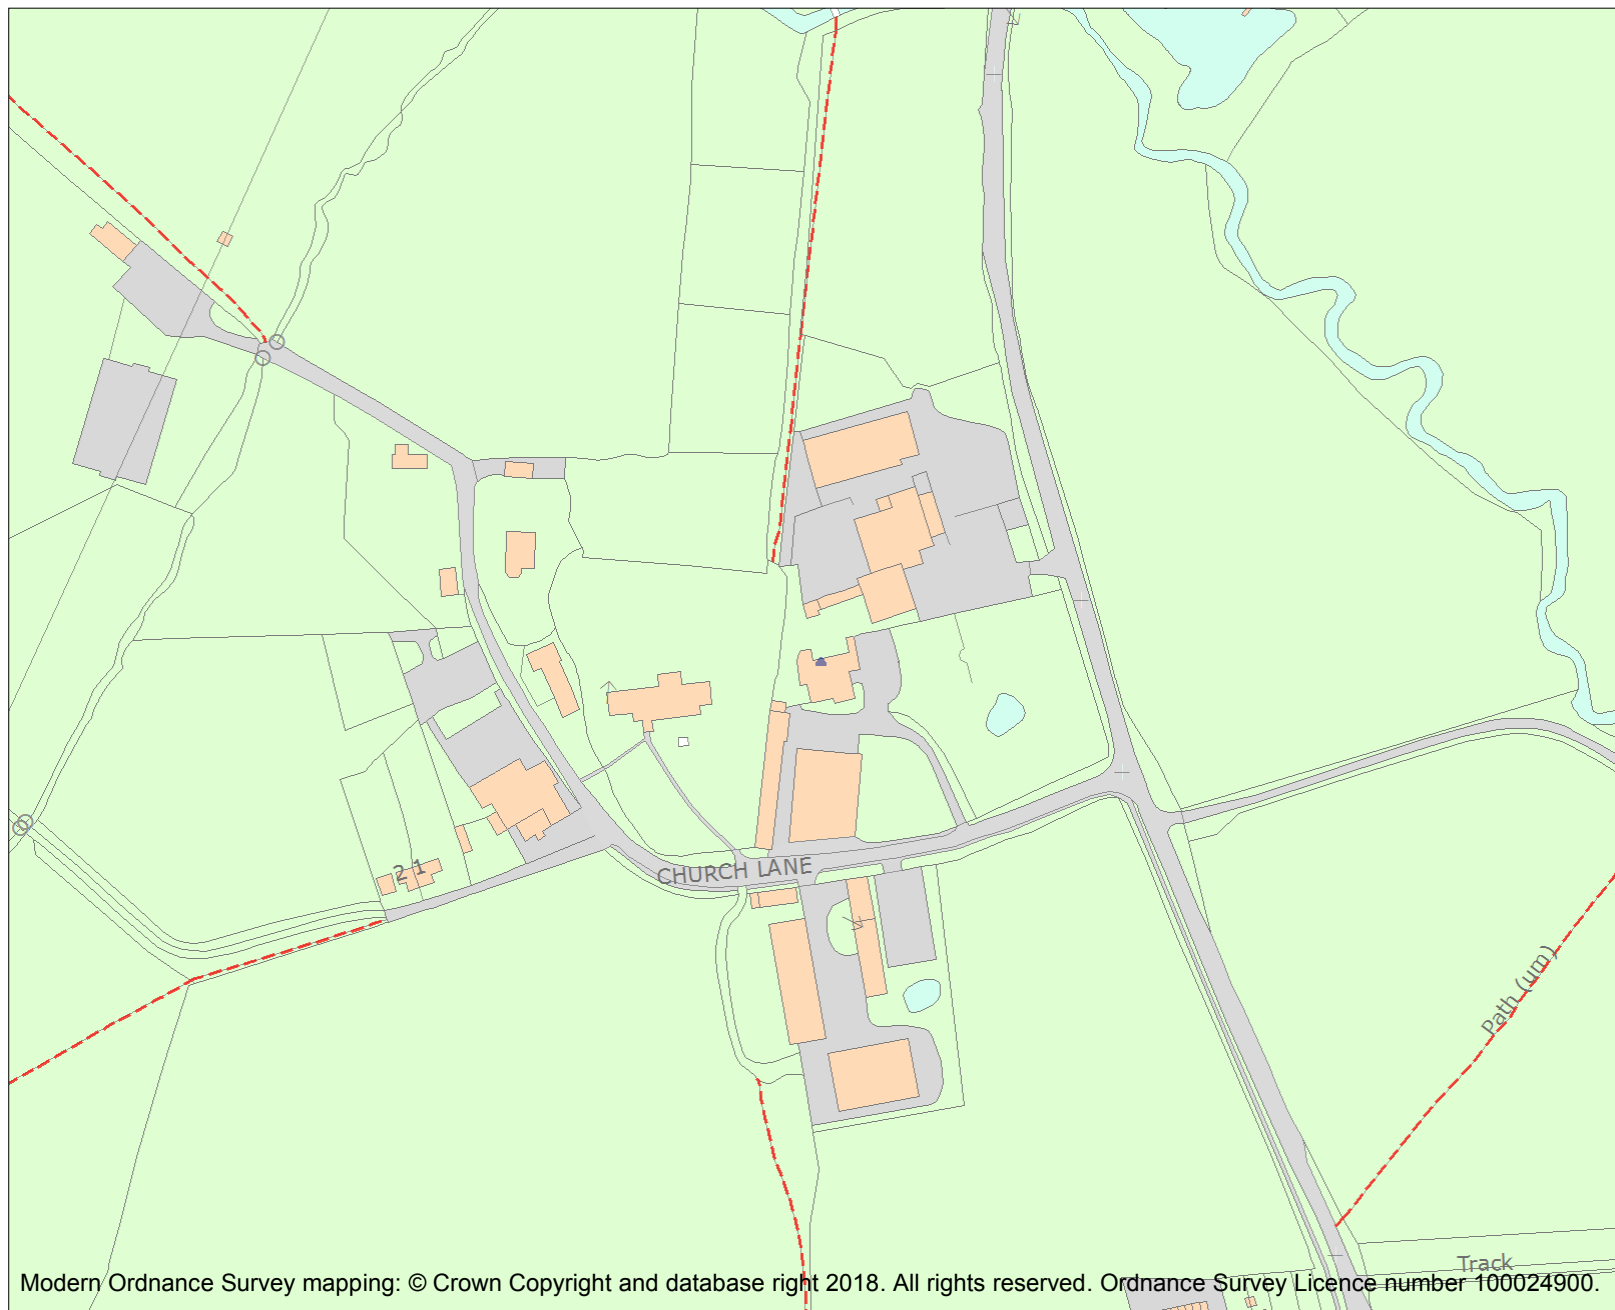 2 1
CHURCH LANE
Path (um)
Track
Modern Ordnance Survey mapping: © Crown Copyright and database right 2018. All rights reserved. Ordnance Survey Licence number 100024900.